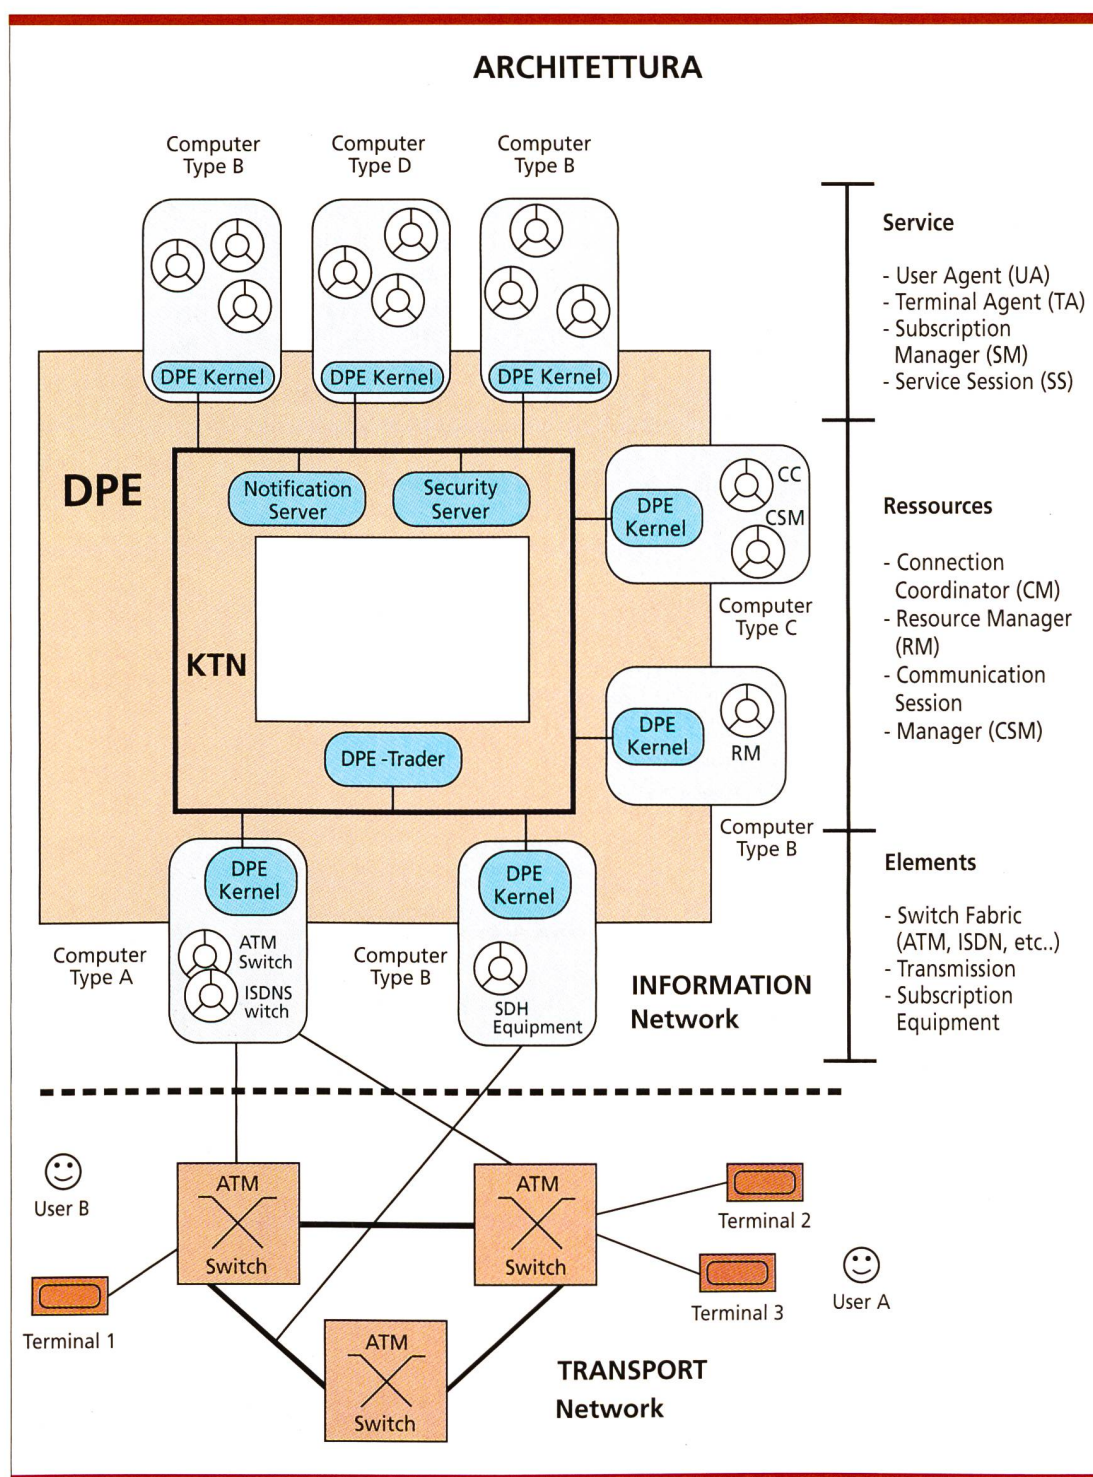 ARCHITETTURA
Computer
Type B
Computer
Type D
Computer
Type B
DPE Kernel
DPE Kernel
DPE Kernel
DPE
KTN
Notification
Server
Security
Server
DPE -Trader
DPE
Kernel
CC
CSM
Computer
Type C
DPE
Kernel
RM
Computer
Type B
DPE
Kernel
ATM
Switch
ISDNS
witch
Computer
Type A
DPE
Kernel
SDH
Equipment
Computer
Type B
INFORMATION
Network
Service
- User Agent (UA)
- Terminal Agent (TA)
- Subscription
Manager (SM)
- Service Session (SS)
Ressources
- Connection
Coordinator (CM)
- Resource Manager
(RM)
- Communication
Session
- Manager (CSM)
Elements
- Switch Fabric
(ATM, ISDN, etc..)
- Transmission
- Subscription
Equipment
User B
Terminal 1
ATM
Switch
ATM
Switch
ATM
Switch
Terminal 2
Terminal 3
User A
TRANSPORT
Network